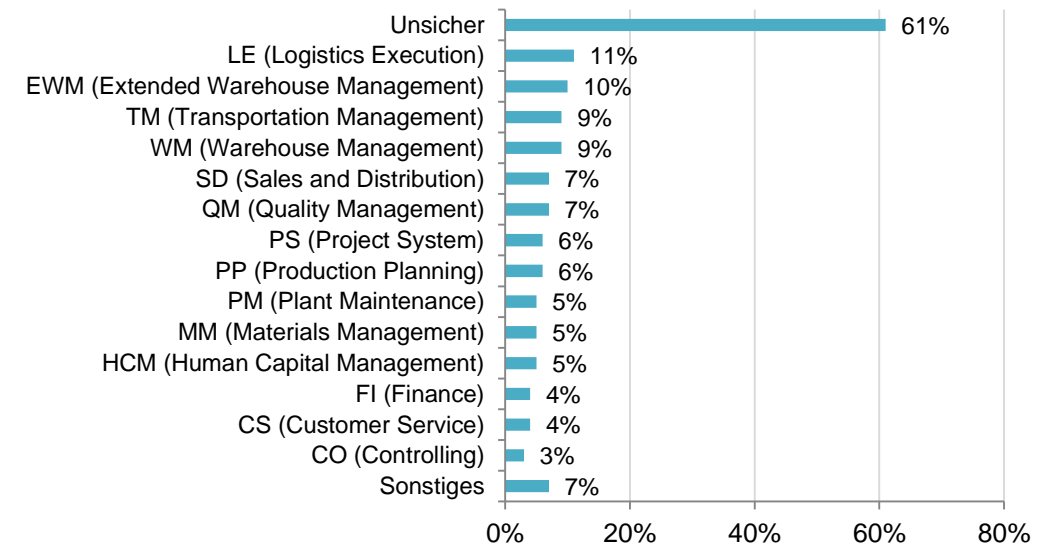 Unsicher 61%
LE (Logistics Execution) 11%
EWM (Extended Warehouse Management) 10%
TM (Transportation Management) 9%
WM (Warehouse Management) 9%
SD (Sales and Distribution) 7%
QM (Quality Management) 7%
PS (Project System) 6%
PP (Production Planning) 6%
PM (Plant Maintenance) 5%
MM (Materials Management) 5%
HCM (Human Capital Management) 5%
FI (Finance) 4%
CS (Customer Service) 4%
CO (Controlling) 3%
Sonstiges 7%
0% 20% 40% 60% 80%